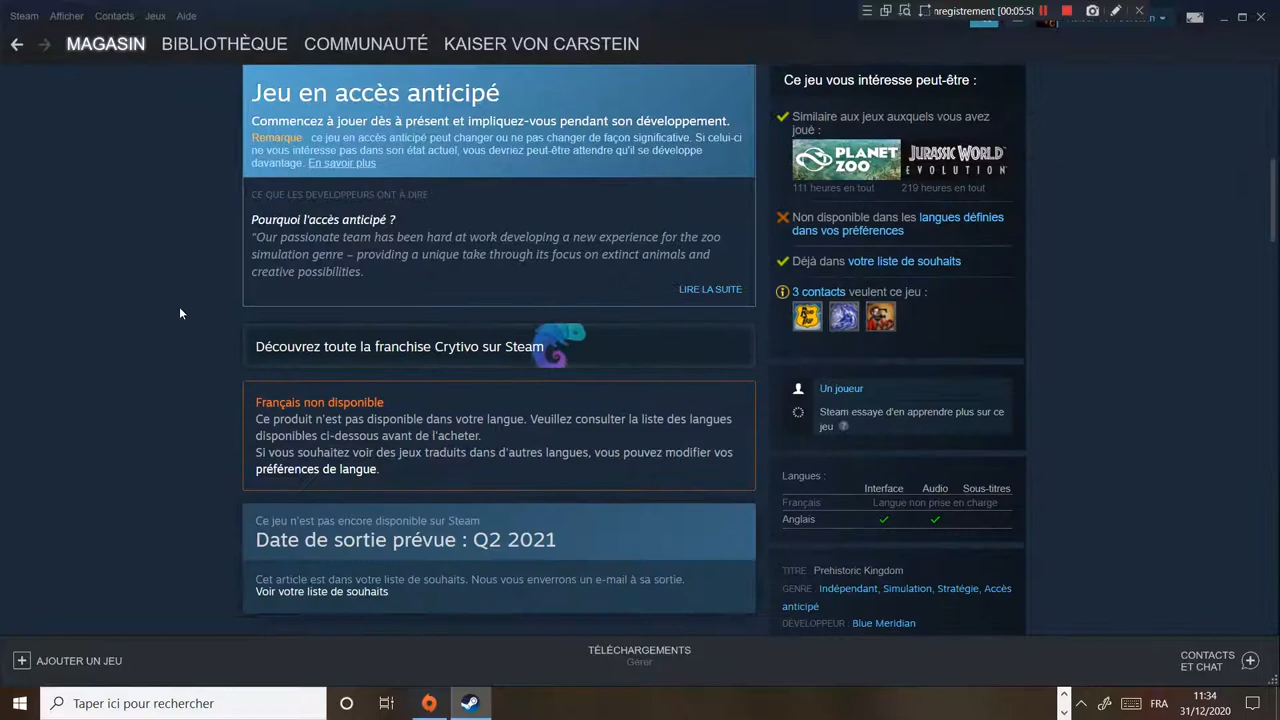 Steam Afficher Contacts Jeux Aide
nregistrement [00:05:5
MAGASIN BIBLIOTHÈQUE COMMUNAUTÉ KAISER VON CARSTEIN
Jeu en accès anticipé
Commencez à jouer dès à présent et impliquez-vous pendant son développement.
Remarque ce jeu en accès anticipé peut changer ou ne pas changer de façon significative. Si celui-ci
ne vous intéresse pas dans son état actuel, vous devriez peut-être attendre qu'il se développe
davantage. En savoir plus
CE QUE LES DEVELOPPEURS ONT À DIRE
Pourquoi l'accès anticipé ?
"Our passionate team has been hard at work developing a new experience for the zoo
simulation genre – providing a unique take through its focus on extinct animals and
creative possibilities.
LIRE LA SUITE
Découvrez toute la franchise Crytivo sur Steam
Français non disponible
Ce produit n'est pas disponible dans votre langue. Veuillez consulter la liste des langues
disponibles ci-dessous avant de l'acheter.
Si vous souhaitez voir des jeux traduits dans d'autres langues, vous pouvez modifier vos
préférences de langue.
Ce jeu n'est pas encore disponible sur Steam
Date de sortie prévue : Q2 2021
Cet article est dans votre liste de souhaits. Nous vous enverrons un e-mail à sa sortie.
Voir votre liste de souhaits
Ce jeu vous intéresse peut-être :
Similaire aux jeux auxquels vous avez
joué :
PLANET ZOO JURASSIC WORLD EVOLUTION
111 heures en tout 219 heures en tout
Non disponible dans les langues définies
dans vos préférences
Déjà dans votre liste de souhaits
3 contacts veulent ce jeu :
Un joueur
Steam essaye d'en apprendre plus sur ce
jeu ?
Langues :
Interface Audio Sous-titres
Français Langue non prise en charge
Anglais
TITRE Prehistoric Kingdom
GENRE Indépendant, Simulation, Stratégie, Accès
anticipé
DÉVELOPPEUR Blue Meridian
AJOUTER UN JEU
TÉLÉCHARGEMENTS
Gérer
CONTACTS
ET CHAT
Taper ici pour rechercher
FRA
11:34
31/12/2020